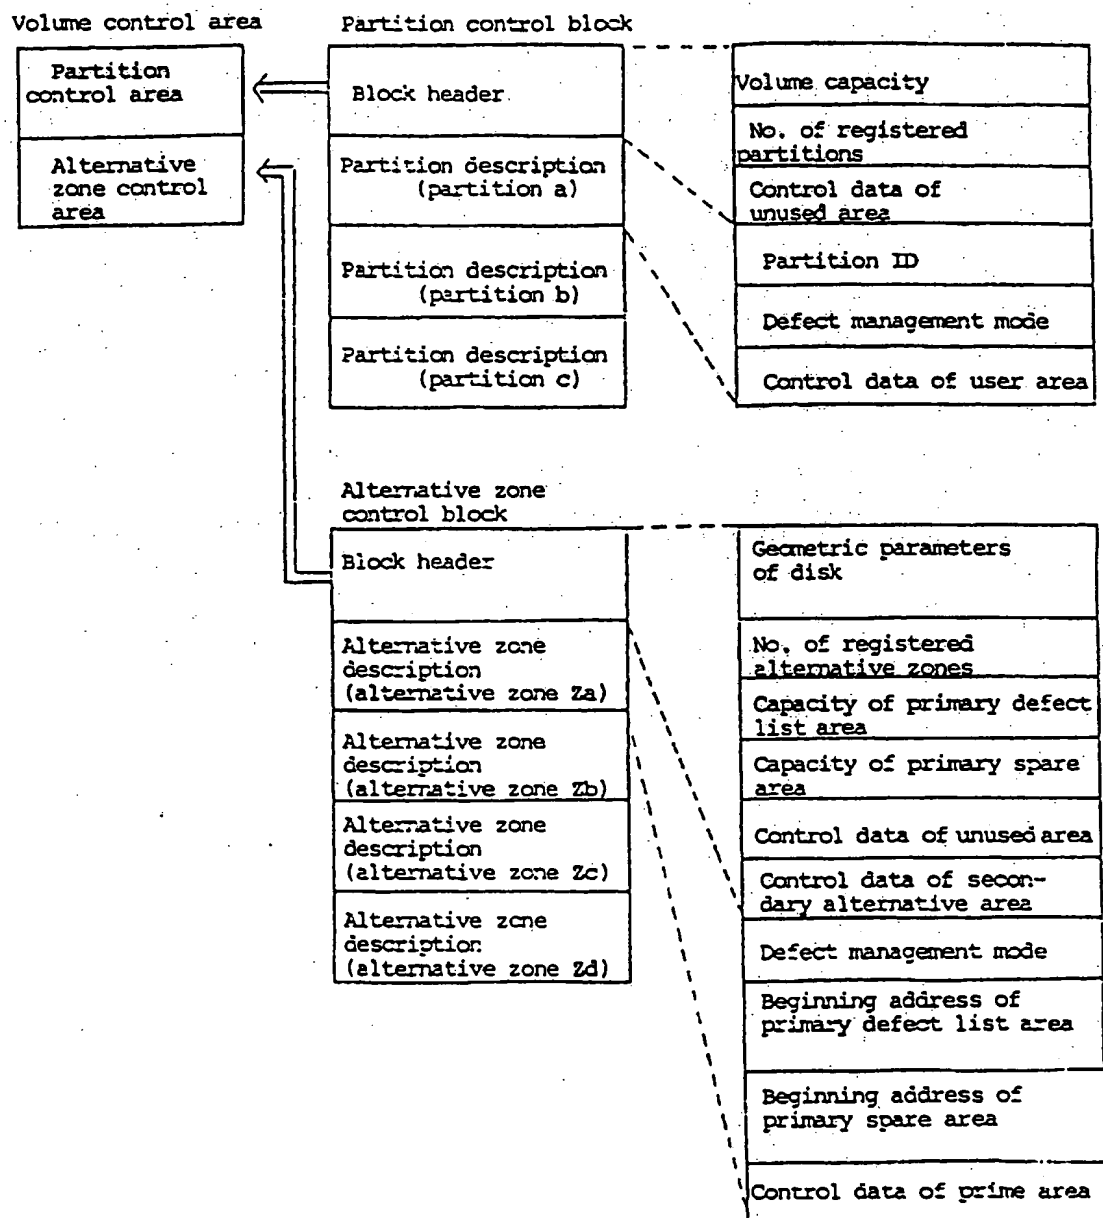 Volume control area
Partition
control area
Alternative
zone control
area
Partition control block
Block header
Partition description
(partition a)
Partition description
(partition b)
Partition description
(partition c)
Volume capacity
No. of registered
partitions
Control data of
unused area
Partition ID
Defect management mode
Control data of user area
Alternative zone
control block
Block header
Alternative zone
description
(alternative zone Za)
Alternative zone
description
(alternative zone Zb)
Alternative zone
description
(alternative zone Zc)
Alternative zone
description
(alternative zone Zd)
Geometric parameters
of disk
No. of registered
alternative zones
Capacity of primary defect
list area
Capacity of primary spare
area
Control data of unused area
Control data of secon-
dary alternative area
Defect management mode
Beginning address of
primary defect list area
Beginning address of
primary spare area
Control data of prime area